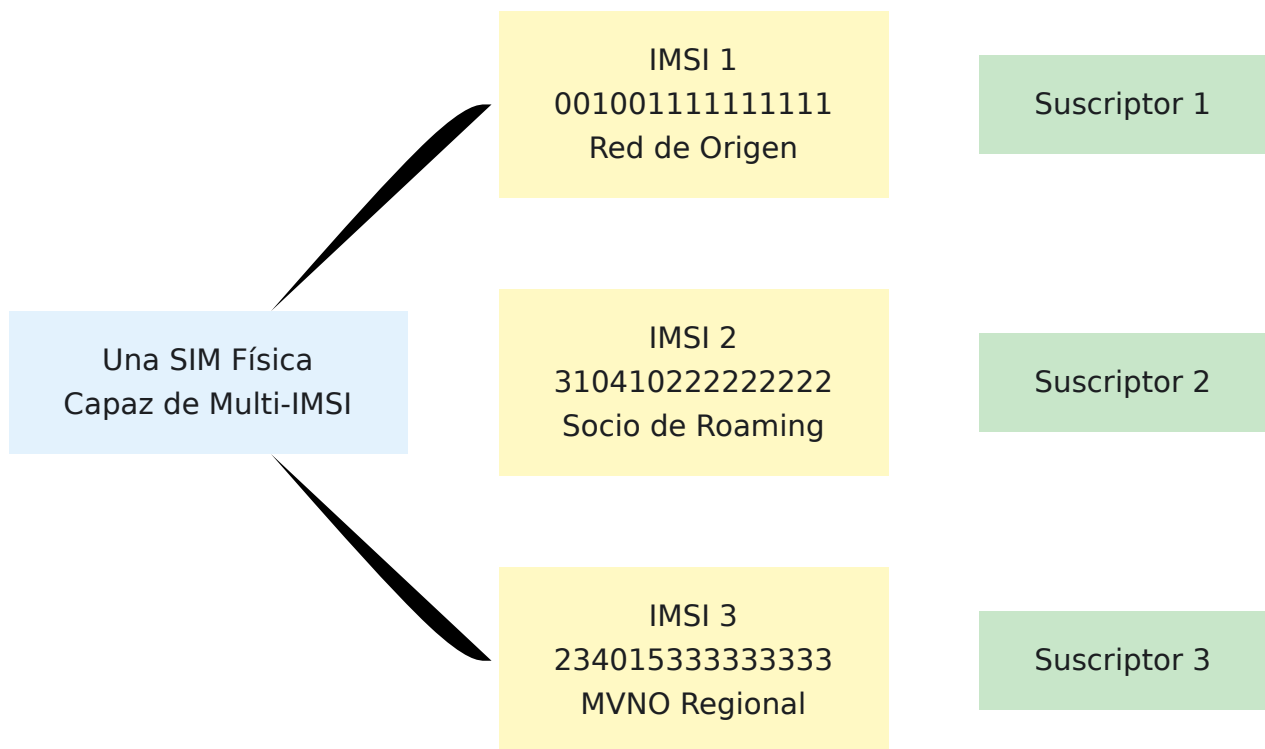 Una SIM Física
Capaz de Multi-IMSI
IMSI 1
001001111111111
Red de Origen
Suscriptor 1
IMSI 2
310410222222222
Socio de Roaming
Suscriptor 2
IMSI 3
234015333333333
MVNO Regional
Suscriptor 3